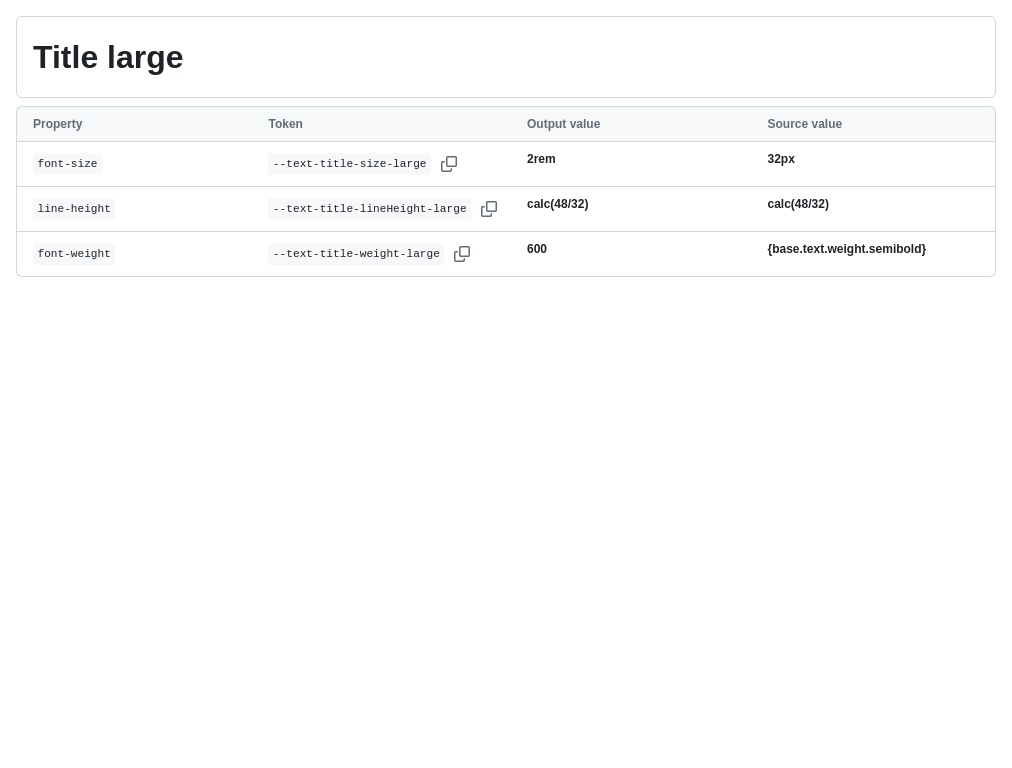 Title large
Property Token Output value Source value
font-size --text-title-size-large 2rem 32px
line-height --text-title-lineHeight-large calc(48/32) calc(48/32)
font-weight --text-title-weight-large 600 {base.text.weight.semibold}